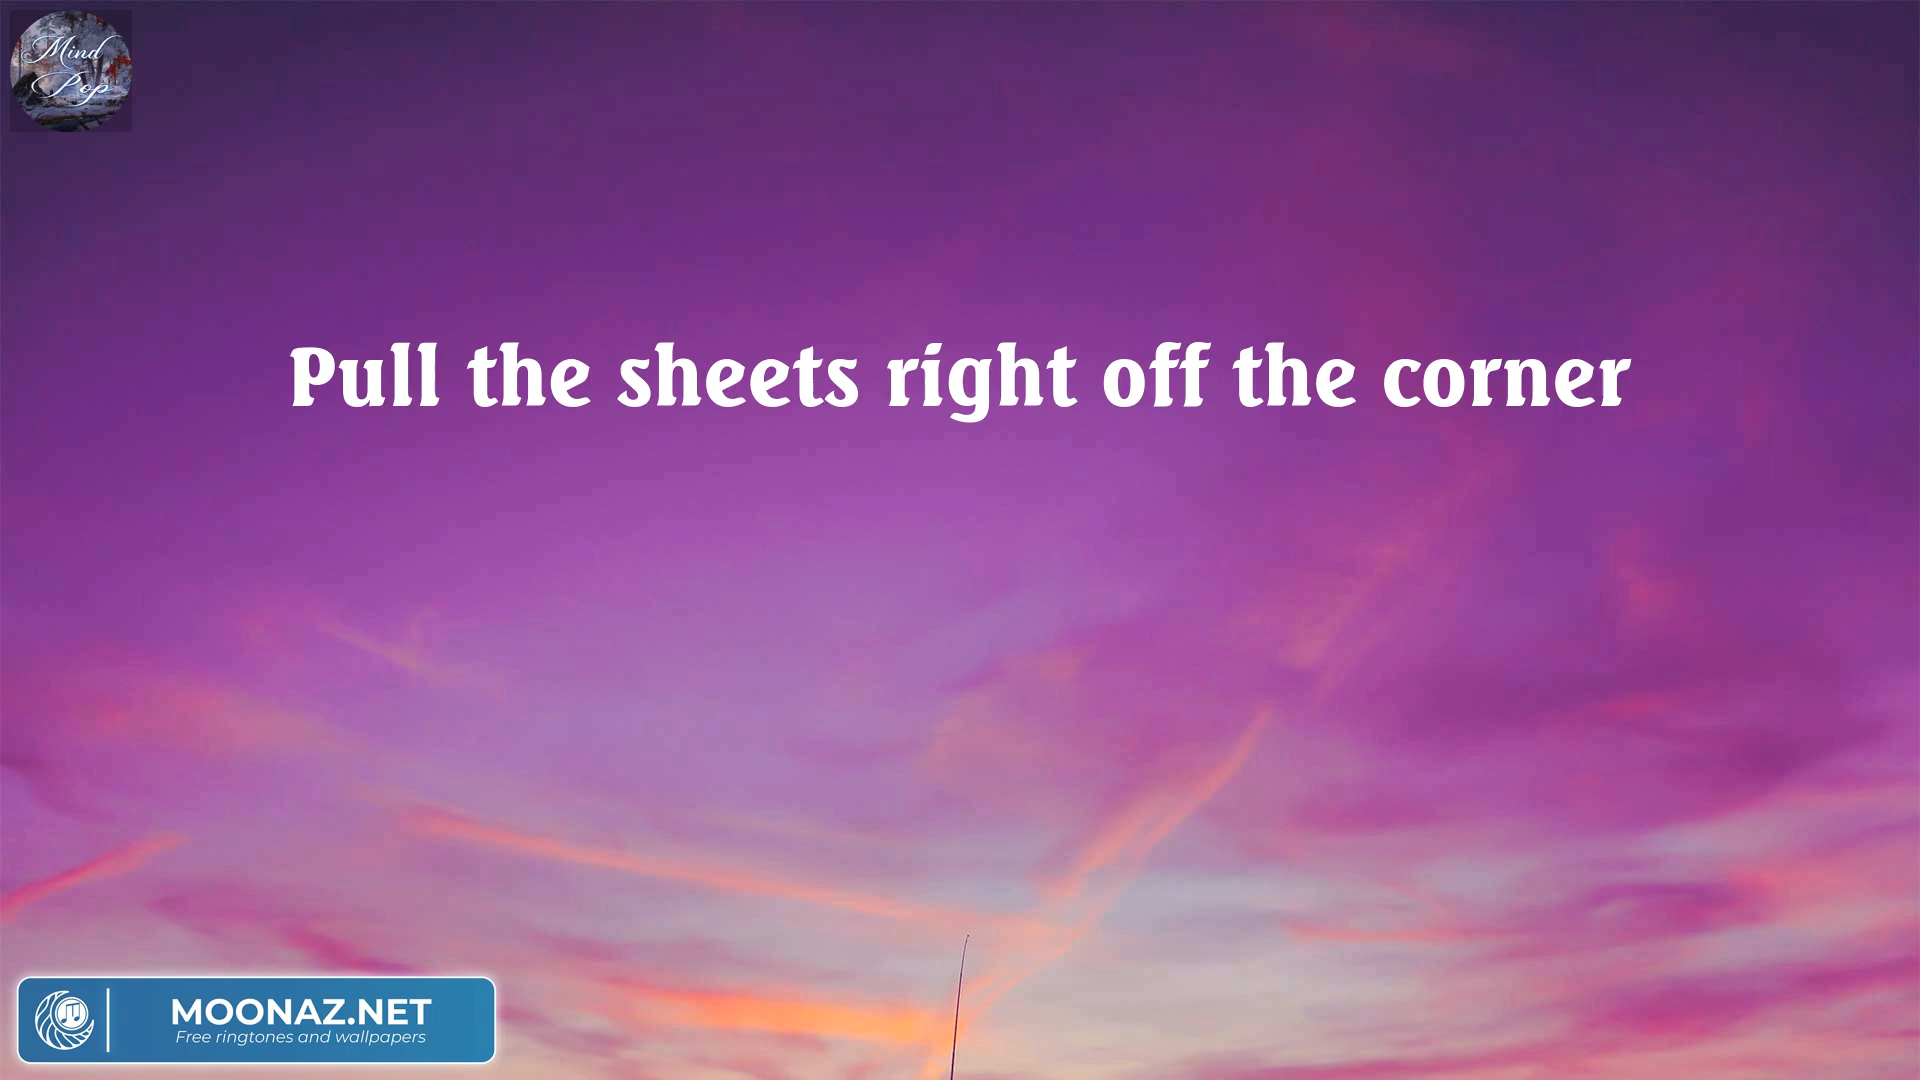 Mind
Pop
Pull the sheets right off the corner
MOONAZ.NET
Free ringtones and wallpapers